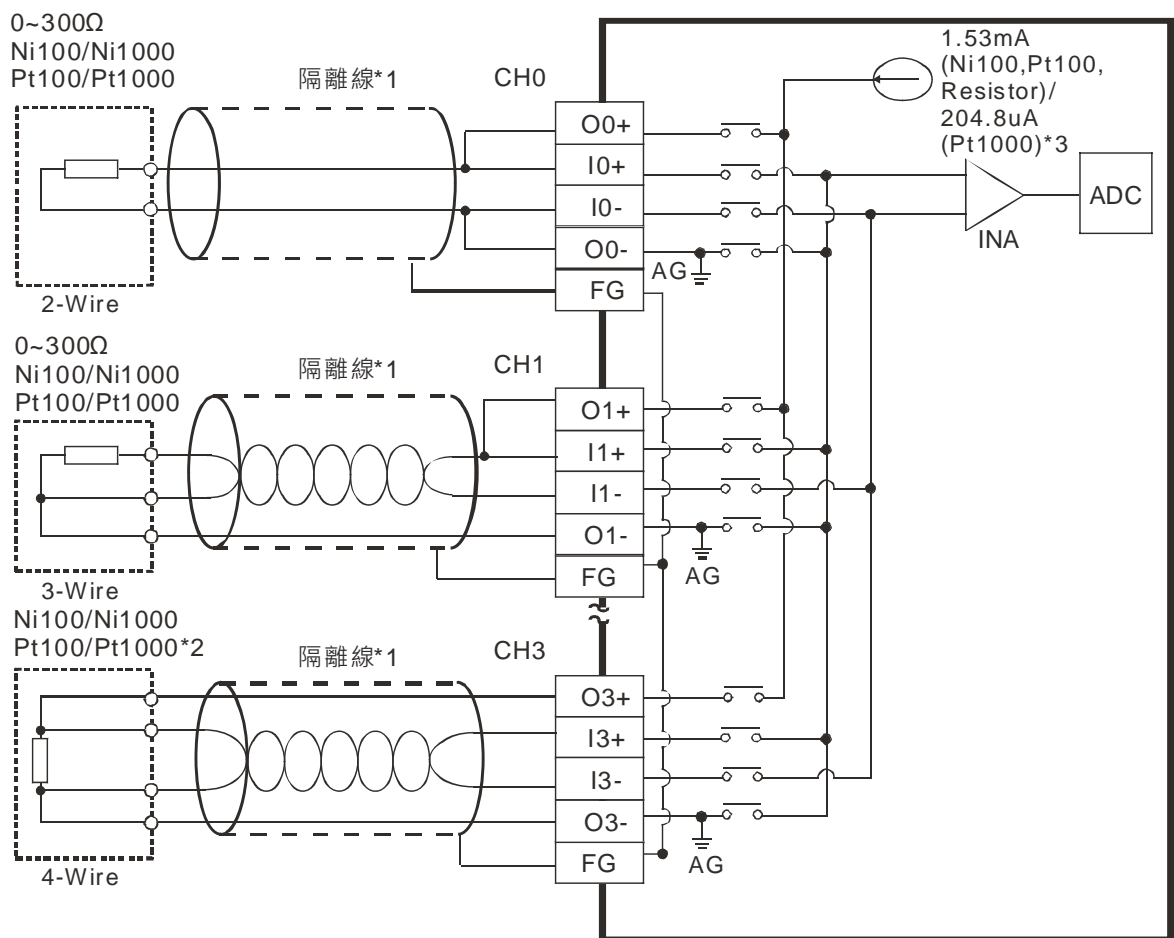 0~300Ω
Ni100/Ni1000
Pt100/Pt1000
隔離線*1
CH0
O0+
I0+
I0-
O0-
FG
AG
2-Wire
1.53mA
(Ni100,Pt100,
Resistor)/
204.8uA
(Pt1000)*3
INA
ADC
0~300Ω
Ni100/Ni1000
Pt100/Pt1000
隔離線*1
CH1
O1+
I1+
I1-
O1-
FG
AG
3-Wire
Ni100/Ni1000
Pt100/Pt1000*2
隔離線*1
CH3
O3+
I3+
I3-
O3-
FG
AG
4-Wire